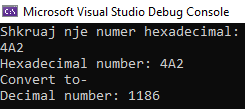 Microsoft Visual Studio Debug Console
Shkruaj nje numer hexadecimal:
4A2
Hexadecimal number: 4A2
Convert to-
Decimal number: 1186